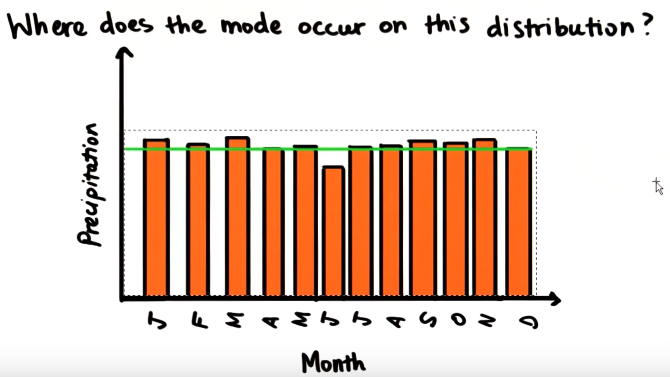 Where does the mode occur on this distribution?
Precipitation
J F M A M J J A S O N D
Month